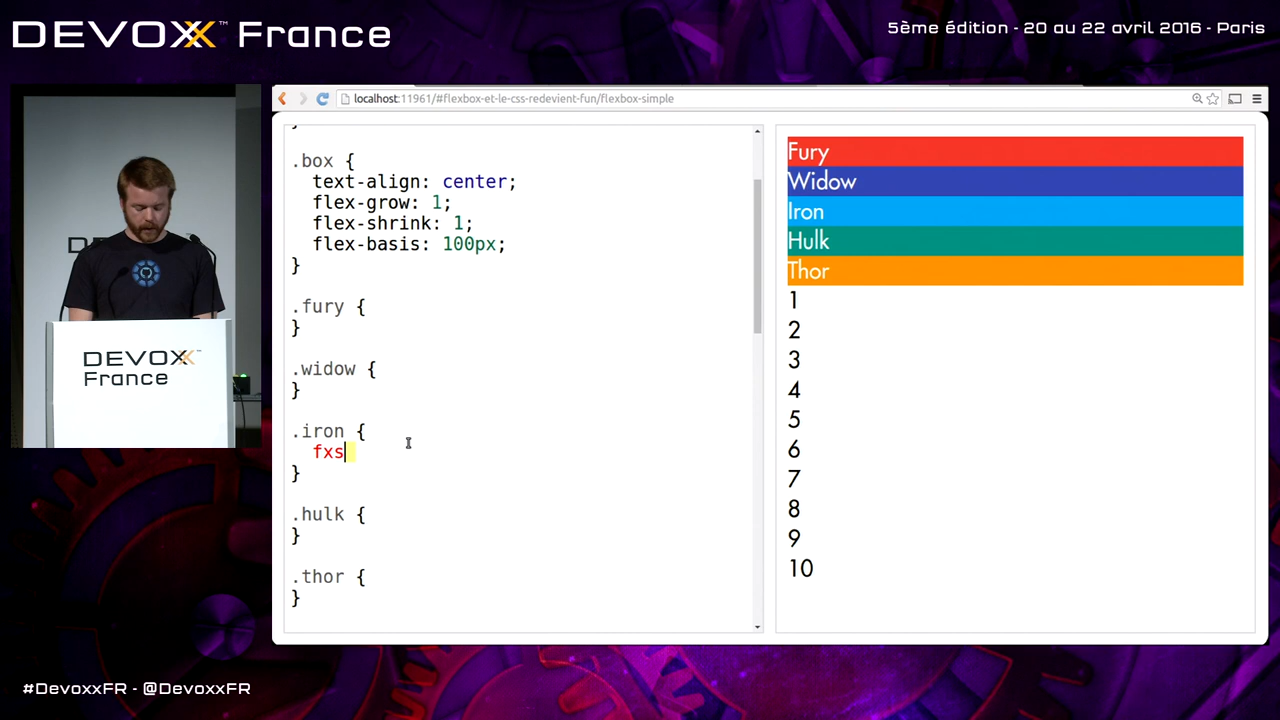 DEVOXX™ France
5ème édition - 20 au 22 avril 2016 - Paris
localhost:11961/#flexbox-et-le-css-redevient-fun/flexbox-simple
}
.box {
text-align: center;
flex-grow: 1;
flex-shrink: 1;
flex-basis: 100px;
}
.fury {
}
.widow {
}
.iron {
fxs
}
.hulk {
}
.thor {
}
Fury
Widow
Iron
Hulk
Thor
1
2
3
4
5
6
7
8
9
10
D
DEVOXX™
France
#DevoxxFR - @DevoxxFR